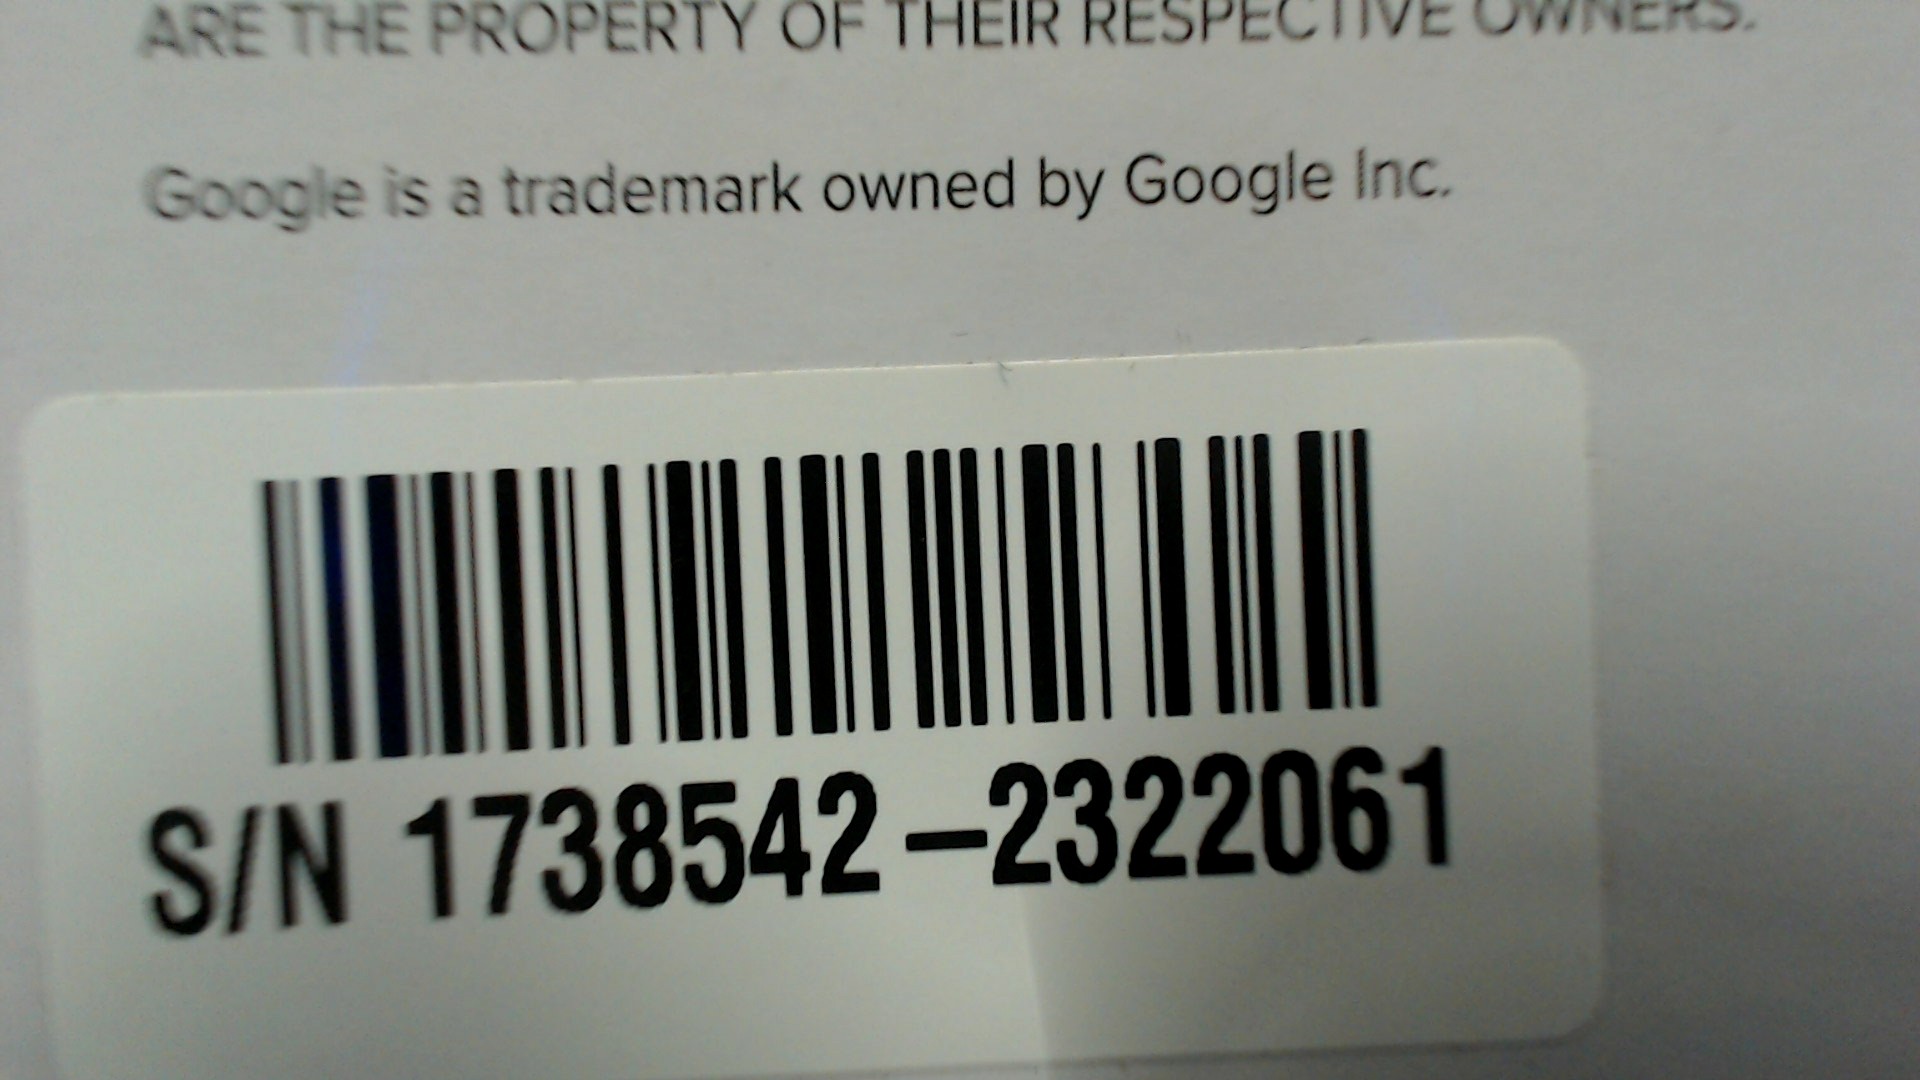 ARE THE PROPERTY OF THEIR RESPECTIVE OWNERS.
Google is a trademark owned by Google Inc.
S/N 1738542-2322061